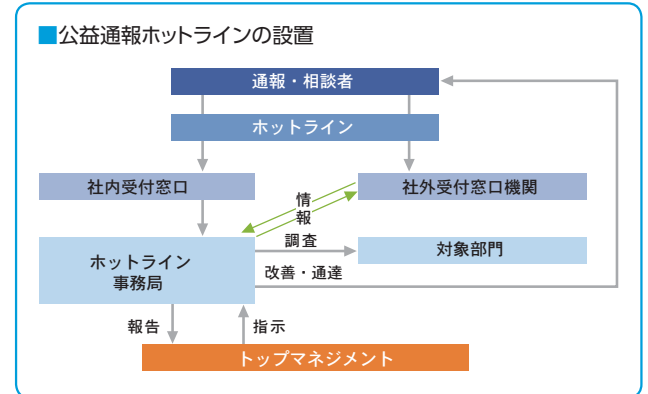 ■公益通報ホットラインの設置
通報・相談者
ホットライン
社内受付窓口
社外受付窓口機関
情
報
調査
対象部門
ホットライン
事務局
改善・通達
報告
指示
トップマネジメント